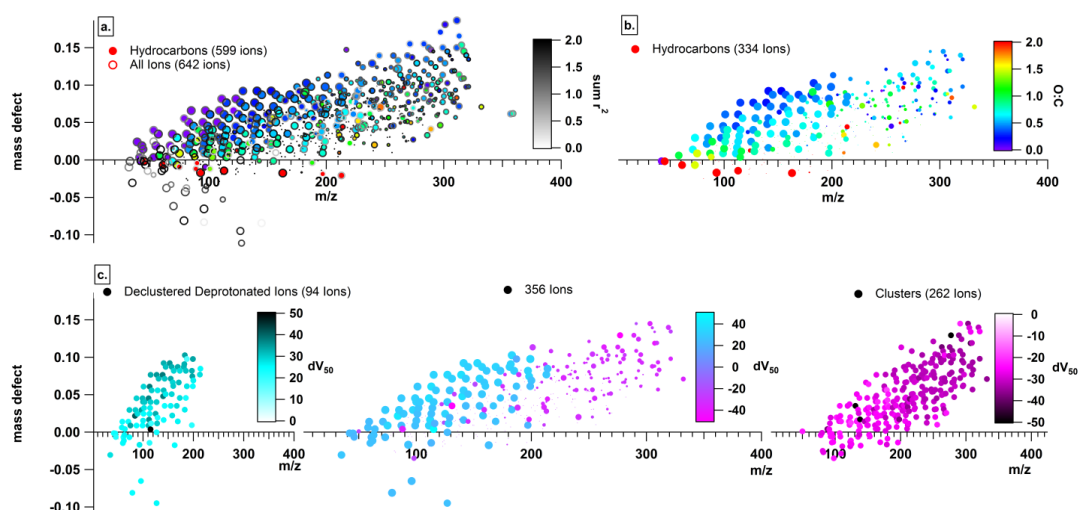 a.
Hydrocarbons (599 ions)
All Ions (642 ions)
mass defect
0.15
0.10
0.05
0.00
-0.05
-0.10
100
200
300
400
m/z
2.0
1.5
1.0
0.5
0.0
sum r²
b.
Hydrocarbons (334 Ions)
100
200
300
400
m/z
2.0
1.5
1.0
0.5
0.0
O:C
c.
Declustered Deprotonated Ions (94 Ions)
mass defect
0.15
0.10
0.05
0.00
-0.05
-0.10
100
200
300
400
m/z
50
40
30
20
10
0
dV50
356 Ions
100
200
300
400
m/z
40
20
0
-20
-40
dV50
Clusters (262 Ions)
100
200
300
400
m/z
0
-10
-20
-30
-40
-50
dV50